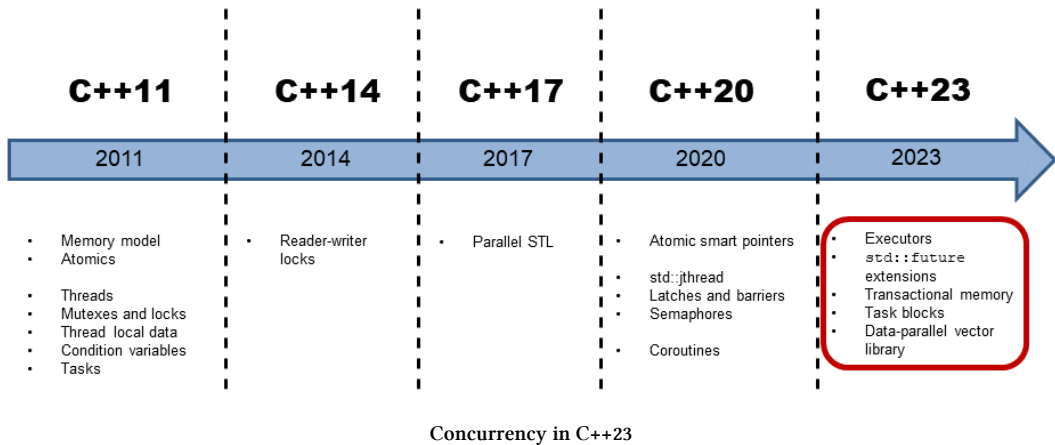 C++11
C++14
C++17
C++20
C++23
2011
2014
2017
2020
2023
• Memory model
• Atomics
• Threads
• Mutexes and locks
• Thread local data
• Condition variables
• Tasks
• Reader-writer
locks
• Parallel STL
• Atomic smart pointers
• std::jthread
• Latches and barriers
• Semaphores
• Coroutines
• Executors
• std::future
extensions
• Transactional memory
• Task blocks
• Data-parallel vector
library
Concurrency in C++23